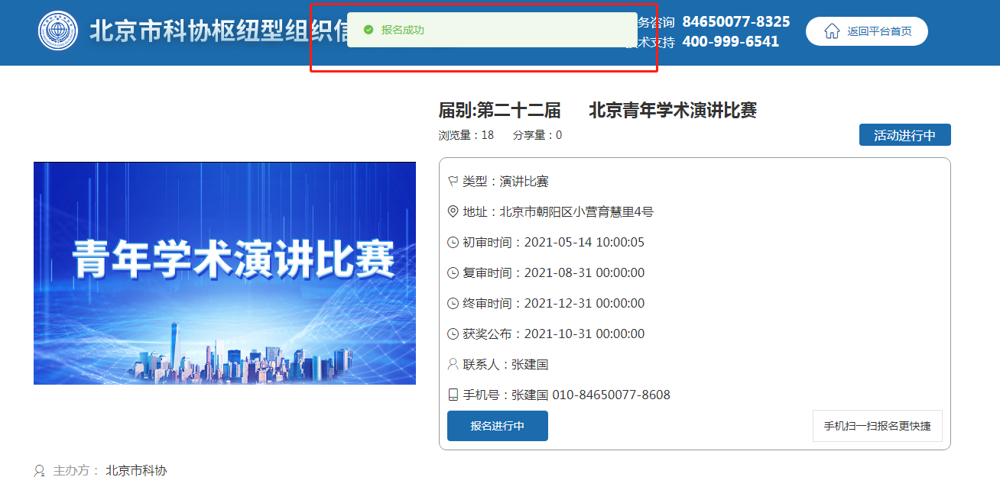 北京市科协枢纽型组织信
报名成功
务咨询 84650077-8325
技术支持 400-999-6541
返回平台首页
届别:第二十二届 北京青年学术演讲比赛
浏览量：18 分享量：0
活动进行中
青年学术演讲比赛
类型：演讲比赛
地址：北京市朝阳区小营育慧里4号
初审时间：2021-05-14 10:00:05
复审时间：2021-08-31 00:00:00
终审时间：2021-12-31 00:00:00
获奖公布：2021-10-31 00:00:00
联系人：张建国
手机号：张建国 010-84650077-8608
报名进行中
手机扫一扫报名更快捷
主办方： 北京市科协